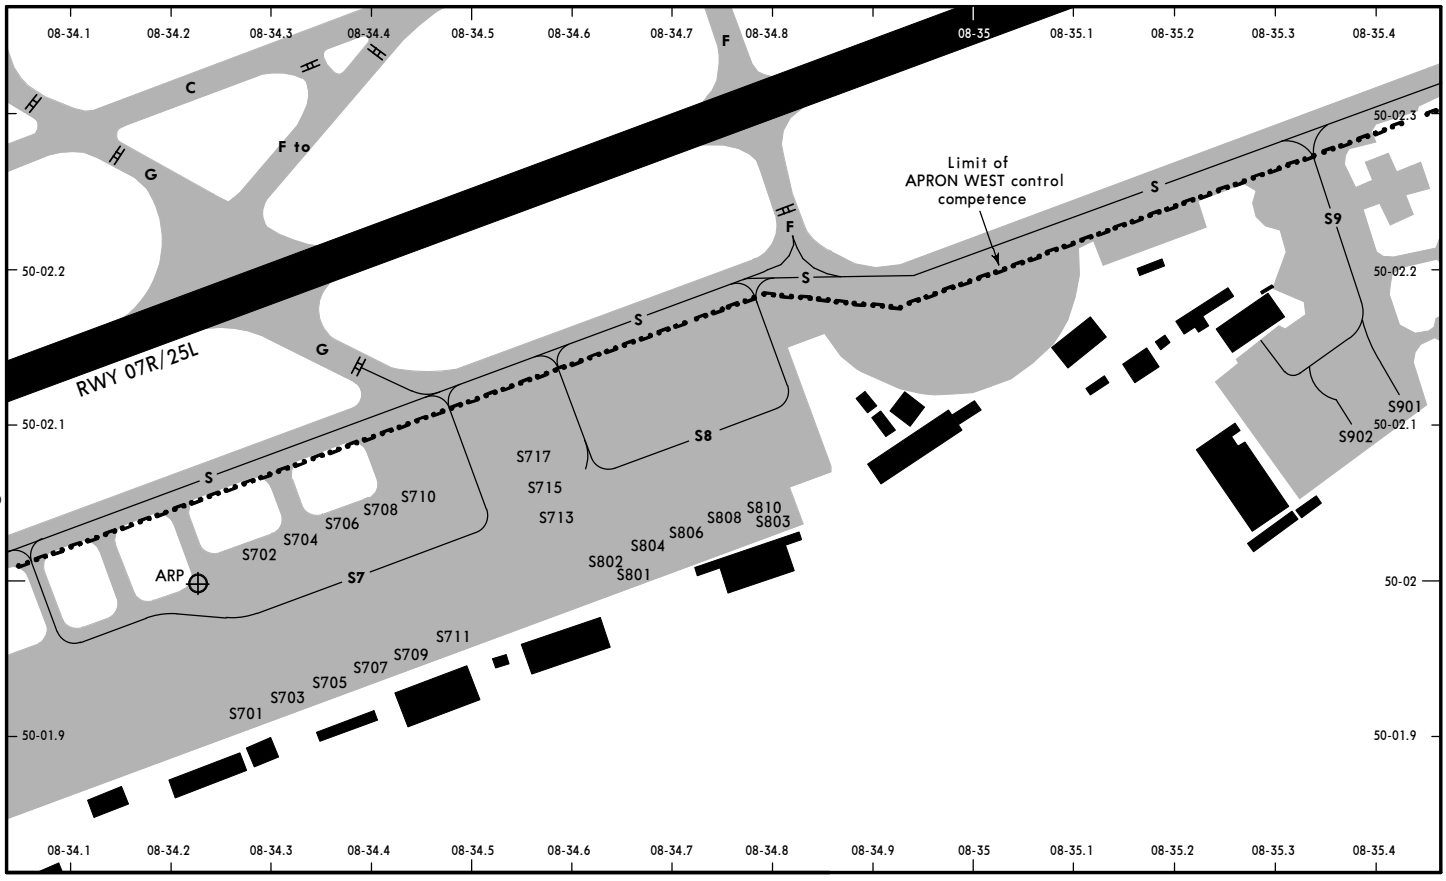 08-34.1 08-34.2 08-34.3 08-34.4 08-34.5 08-34.6 08-34.7 08-34.8 08-35 08-35.1 08-35.2 08-35.3 08-35.4
F
C
50-02.3
F to
G
Limit of
APRON WEST control
competence
S
S9
F
50-02.2
S
50-02.2
S
G
RWY 07R/25L
S901
50-02.1
50-02.1
S902
S8
S717
S
S715
S710
S708
S706
S704
S702
S713
S810
S808
S803
S806
S804
S802
S801
ARP
S7
50-02
S711
S709
S707
S705
S703
S701
50-01.9
50-01.9
08-34.1 08-34.2 08-34.3 08-34.4 08-34.5 08-34.6 08-34.7 08-34.8 08-34.9 08-35 08-35.1 08-35.2 08-35.3 08-35.4